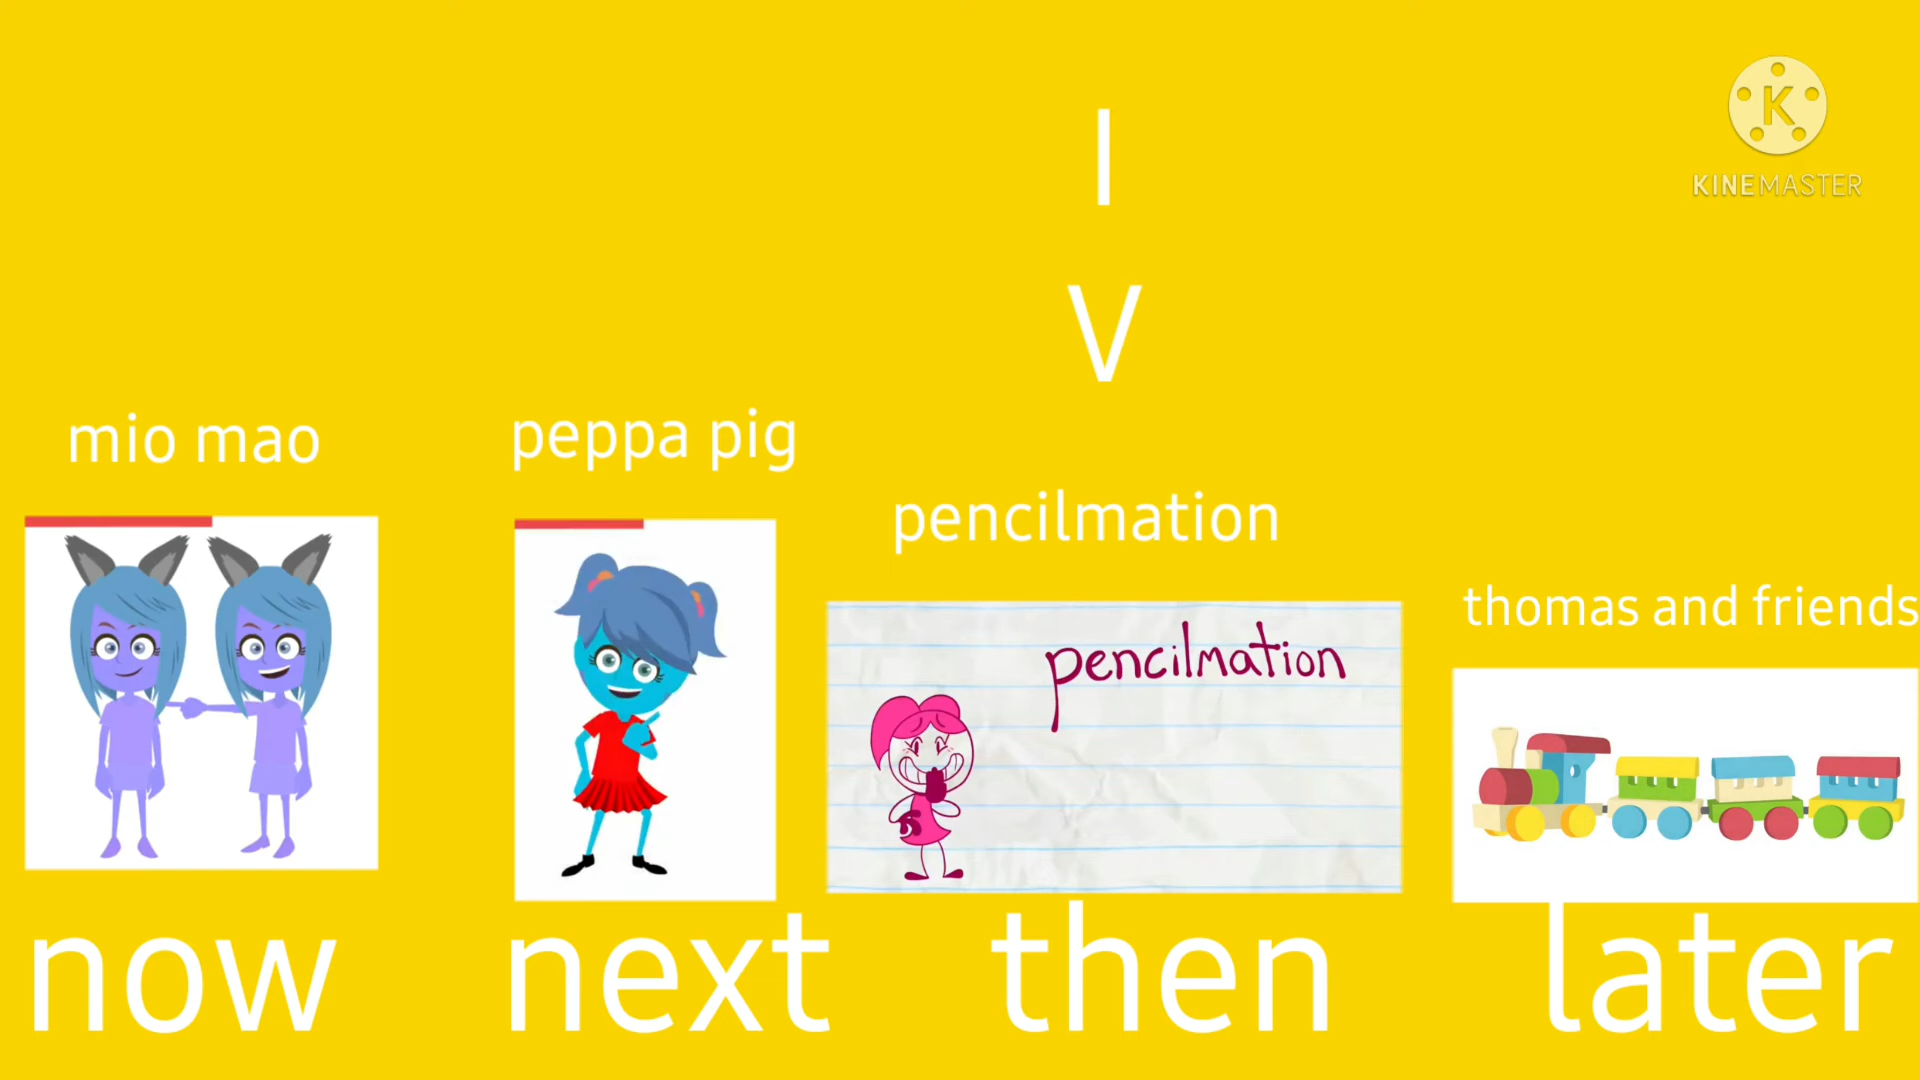 I
V
KINEMASTER
mio mao
peppa pig
pencilmation
thomas and friends
pencilmation
now
next
then
later